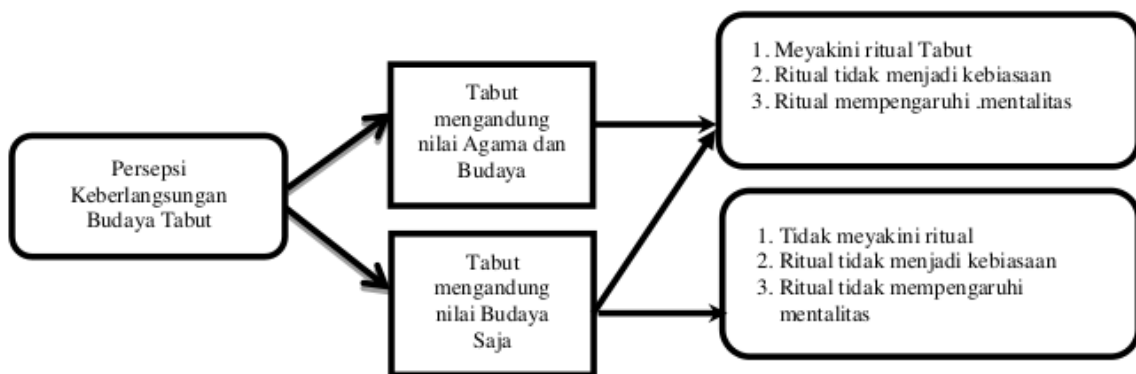 Persepsi
Keberlangsungan
Budaya Tabut
Tabut
mengandung
nilai Agama dan
Budaya
Tabut
mengandung
nilai Budaya
Saja
1. Meyakini ritual Tabut
2. Ritual tidak menjadi kebiasaan
3. Ritual mempengaruhi .mentalitas
1. Tidak meyakini ritual
2. Ritual tidak menjadi kebiasaan
3. Ritual tidak mempengaruhi
mentalitas